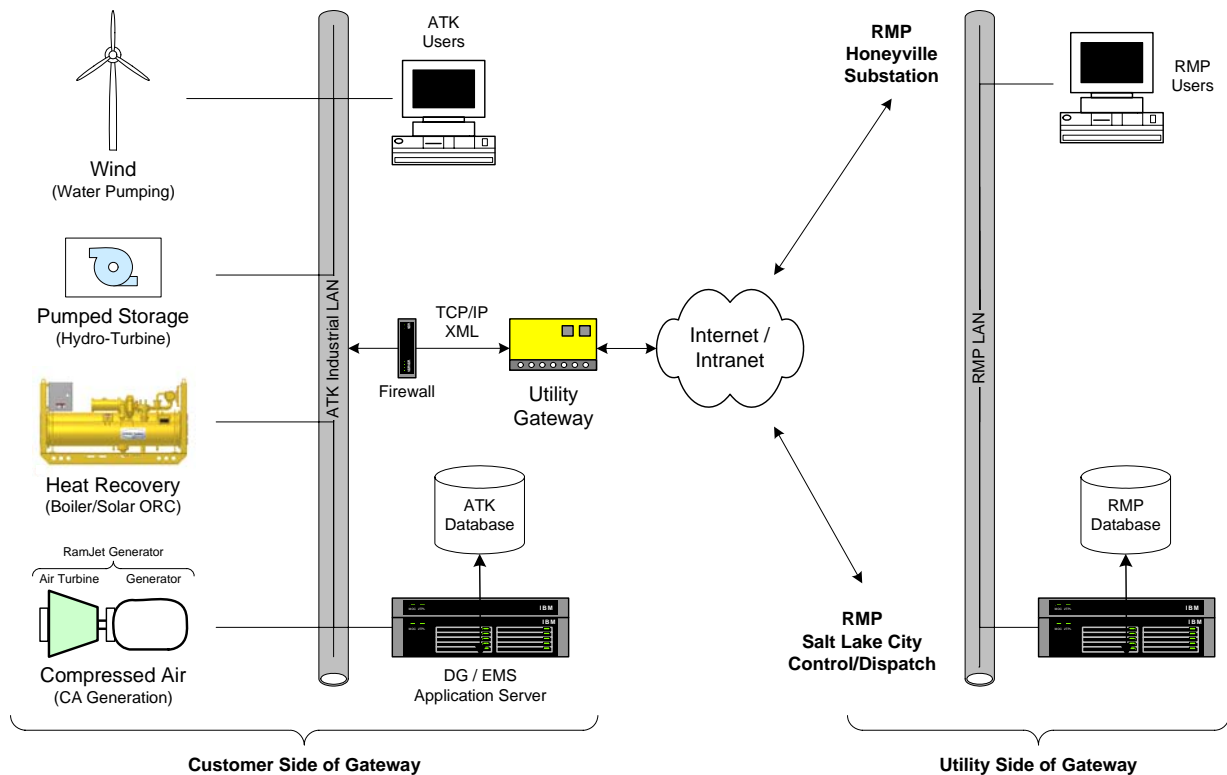 ATK
Users
RMP
Honeyville
Substation
RMP
Users
Wind
(Water Pumping)
Pumped Storage
(Hydro-Turbine)
ATK Industrial LAN
TCP/IP
XML
Firewall
Utility
Gateway
Internet /
Intranet
RMP LAN
Heat Recovery
(Boiler/Solar ORC)
ATK
Database
RMP
Database
RamJet Generator
Air Turbine
Generator
IBM
IBM
IBM
IBM
Compressed Air
(CA Generation)
DG / EMS
Application Server
RMP
Salt Lake City
Control/Dispatch
Customer Side of Gateway
Utility Side of Gateway